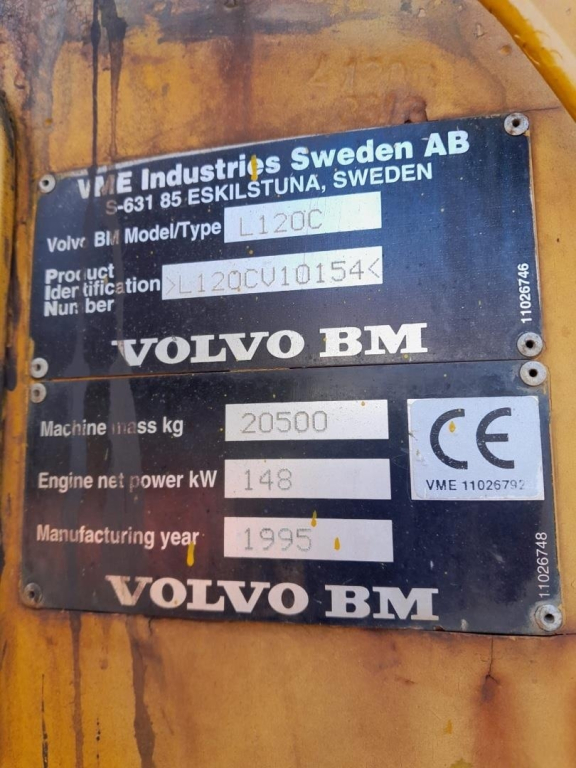 VME Industries Sweden AB
S-631 85 ESKILSTUNA, SWEDEN
Volvo BM Model/Type L120C
Product
Identification >L120CV10154<
Number
11026746
VOLVO BM
Machine mass kg 20500
CE
Engine net power kW 148
VME 11026792
Manufacturing year 1995
11026748
VOLVO BM